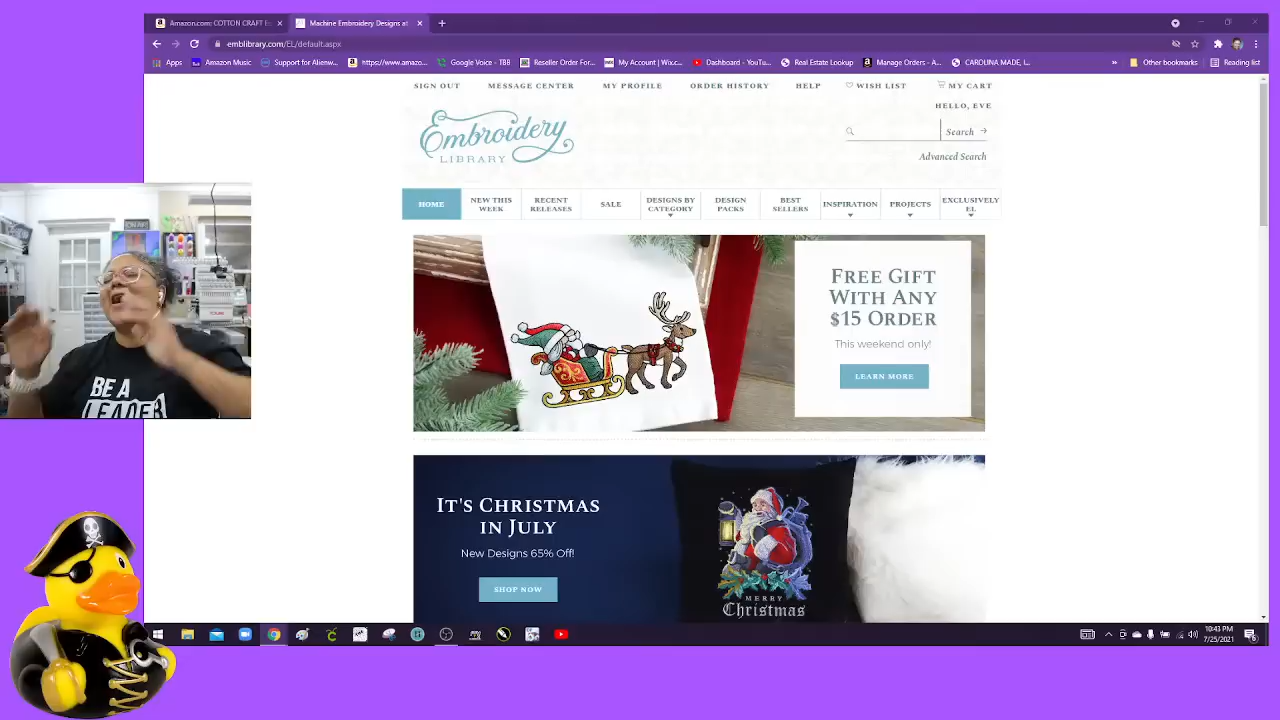 Amazon.com: COTTON CRAFT E
Machine Embroidery Designs at
emblibrary.com/EL/default.aspx
Apps
Amazon Music
Support for Alienw...
https://www.amazo...
Google Voice - TBB
Reseller Order For...
My Account | Wix.c...
Dashboard - YouTu...
Real Estate Lookup
Manage Orders - A...
CAROLINA MADE, I...
»
Other bookmarks
Reading list
SIGN OUT
MESSAGE CENTER
MY PROFILE
ORDER HISTORY
HELP
WISH LIST
MY CART
HELLO, EVE
Embroidery
LIBRARY
Search
Advanced Search
HOME
NEW THIS
WEEK
RECENT
RELEASES
SALE
DESIGNS BY
CATEGORY
DESIGN
PACKS
BEST
SELLERS
INSPIRATION
PROJECTS
EXCLUSIVELY
EL
FREE GIFT
WITH ANY
$15 ORDER
This weekend only!
LEARN MORE
BE A
LEADER
IT'S CHRISTMAS
IN JULY
New Designs 65% Off!
SHOP NOW
MERRY
Christmas
10:43 PM
7/25/2021